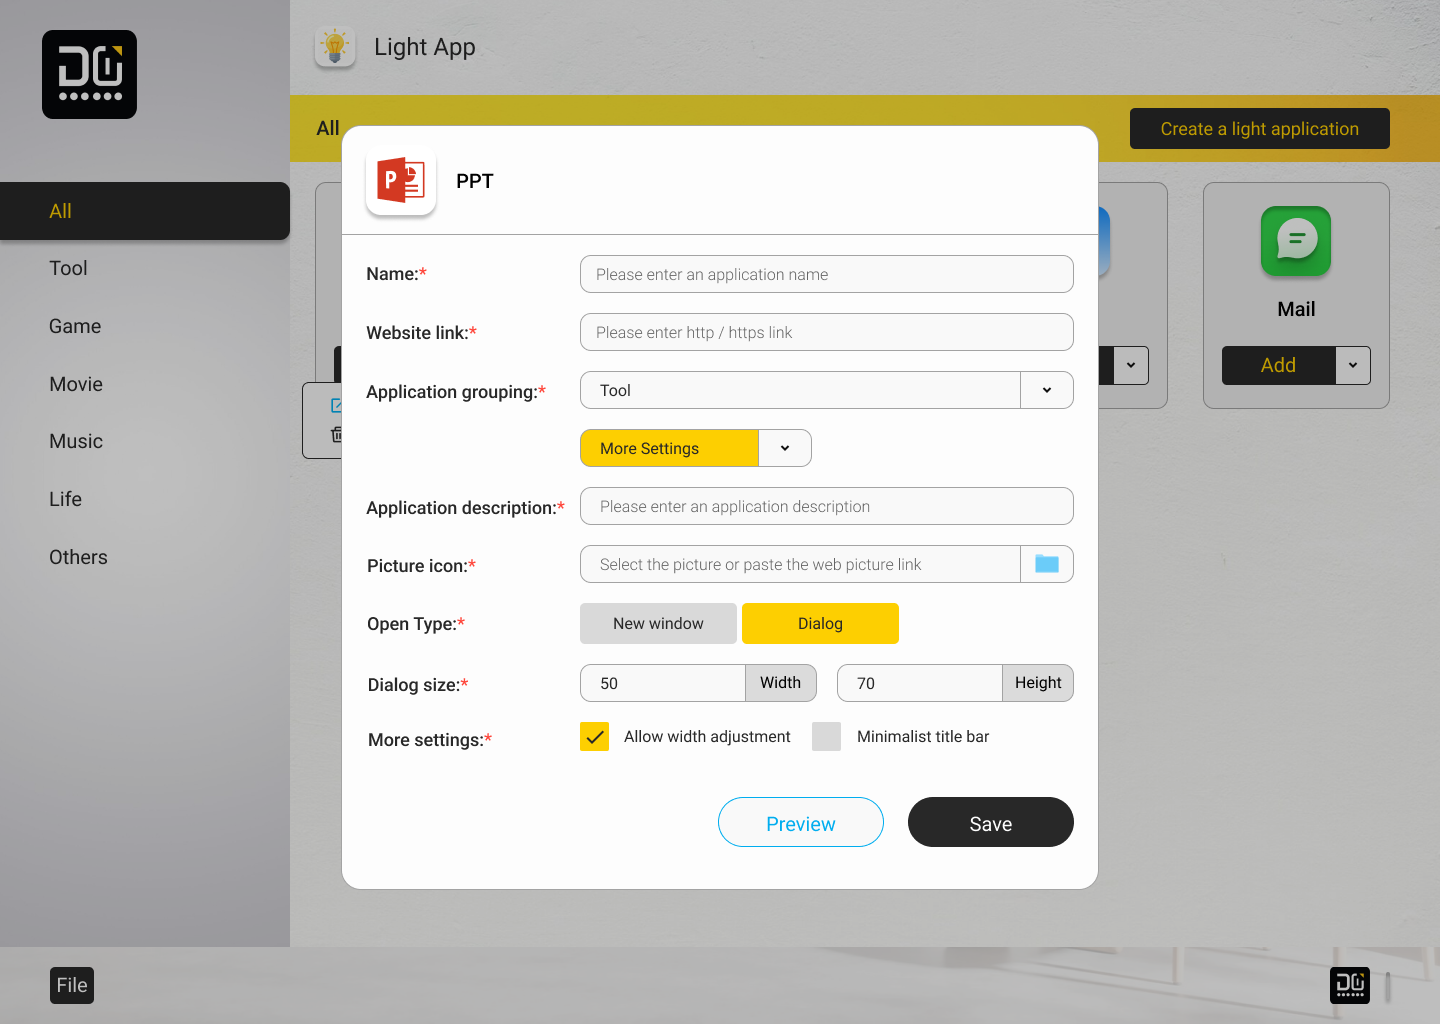 Light App
All
Create a light application
All
Tool
Game
Movie
Music
Life
Others
PPT
Name:*
Please enter an application name
Website link:*
Please enter http / https link
Application grouping:*
Tool
More Settings
Application description:*
Please enter an application description
Picture icon:*
Select the picture or paste the web picture link
Open Type:*
New window
Dialog
Dialog size:*
50
Width
70
Height
More settings:*
Allow width adjustment
Minimalist title bar
Preview
Save
Mail
Add
File